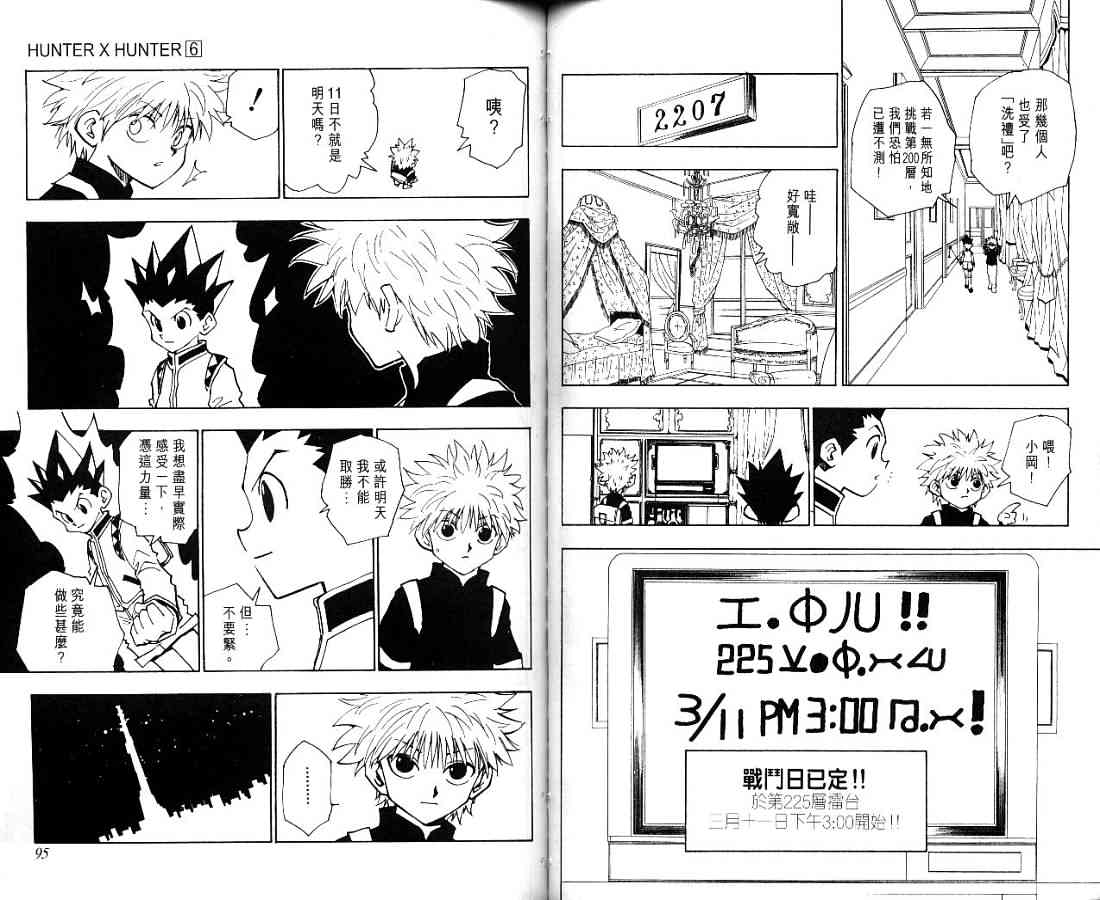 HUNTER X HUNTER 6
那幾個人
也受了
「洗禮」吧？
若一無所知地
挑戰第200層，
我們恐怕
已遭不測！
2207
哇——
好寬敞——
喂！
小岡！
225
3/11 PM 3:00
戰鬥日已定!!
於第225層擂台
三月十一日下午3:00開始!!
咦？
11日不就是
明天嗎？
！
或許明天
我不能
取勝…
但…
不要緊。
我想盡早實際
感受一下，
憑這力量…
究竟能
做些甚麼？
………
95